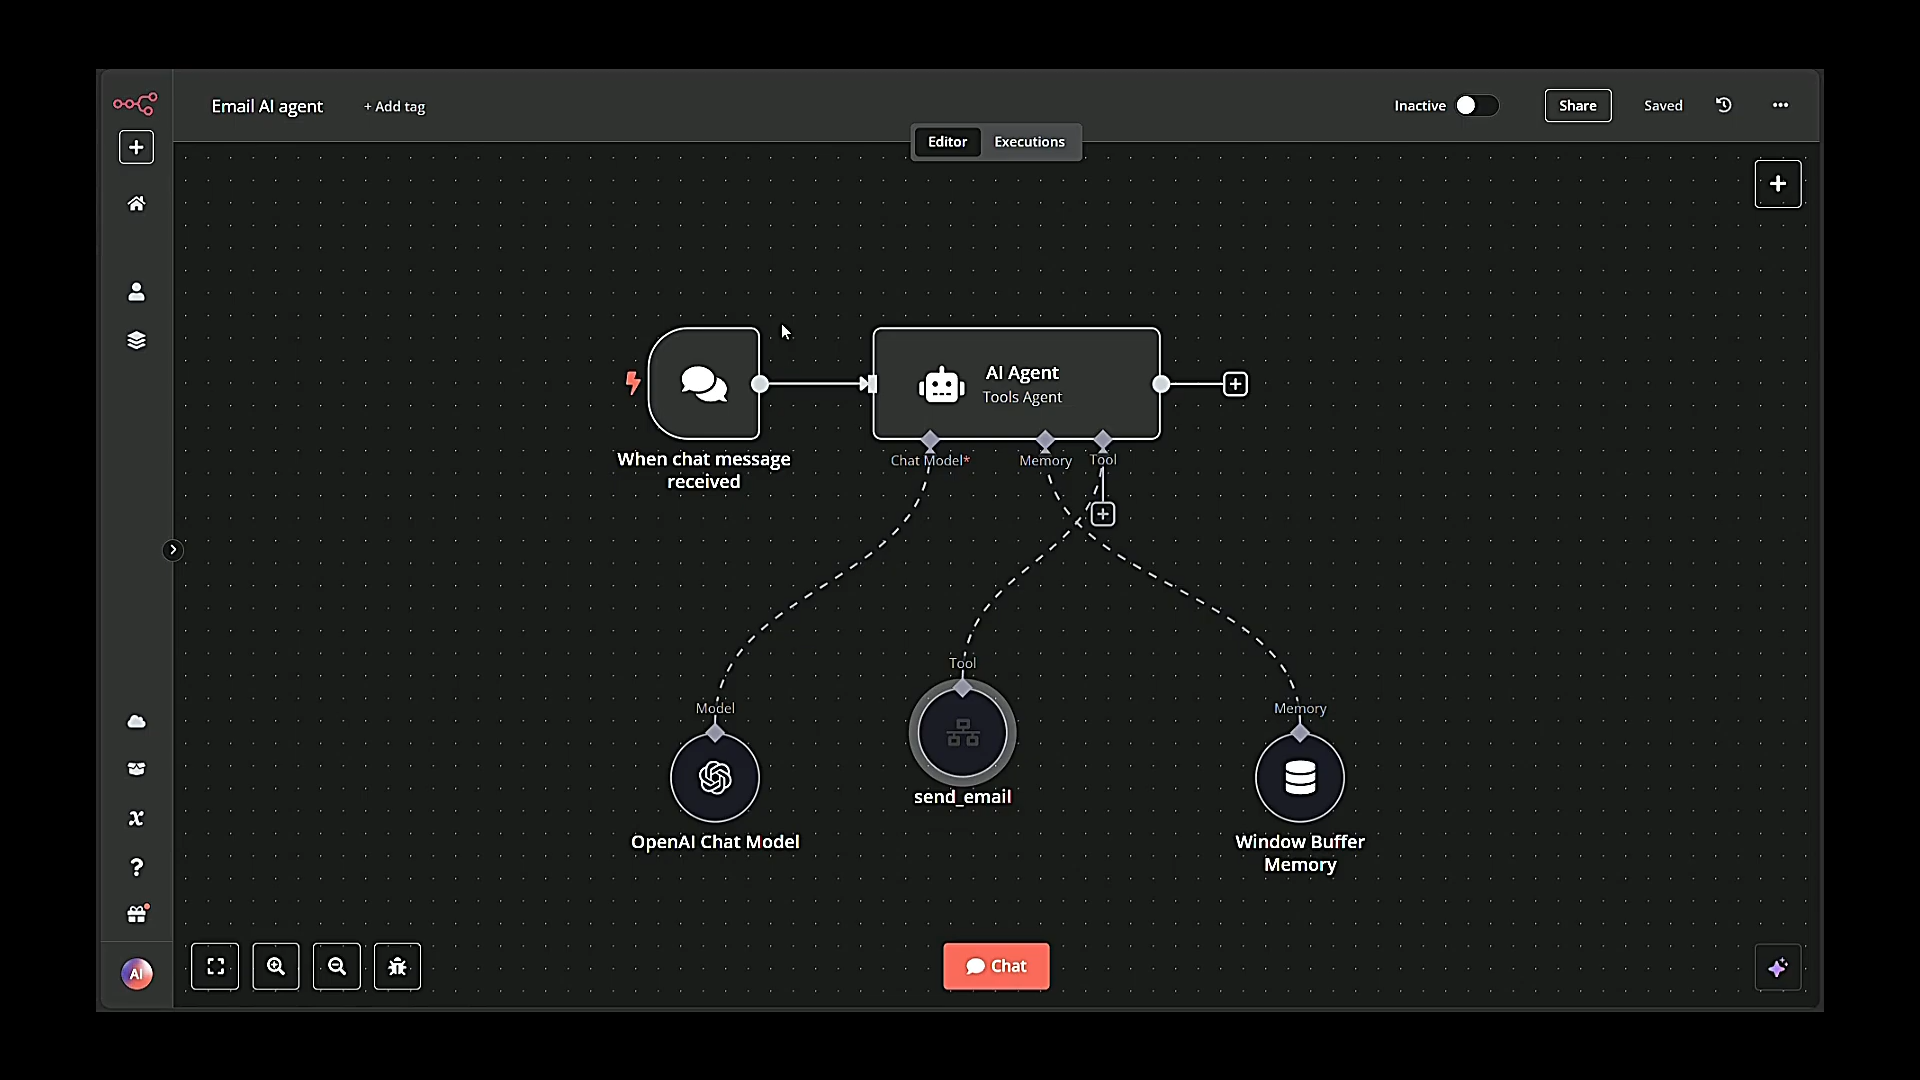 Email AI agent
+ Add tag
Inactive
Share
Saved
Editor
Executions
AI Agent
Tools Agent
When chat message
received
Chat Model*
Memory
Tool
Tool
Model
Memory
send_email
OpenAI Chat Model
Window Buffer
Memory
Chat
AI